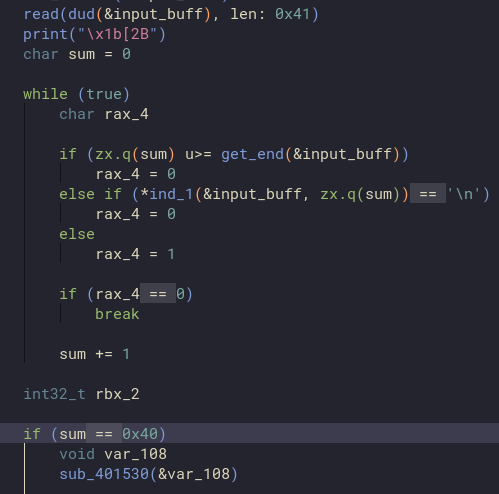 read(dud(&input_buff), len: 0x41)
print("\x1b[2B")
char sum = 0
while (true)
char rax_4
if (zx.q(sum) u>= get_end(&input_buff))
rax_4 = 0
else if (*ind_1(&input_buff, zx.q(sum)) == '\n')
rax_4 = 0
else
rax_4 = 1
if (rax_4 == 0)
break
sum += 1
int32_t rbx_2
if (sum == 0x40)
void var_108
sub_401530(&var_108)